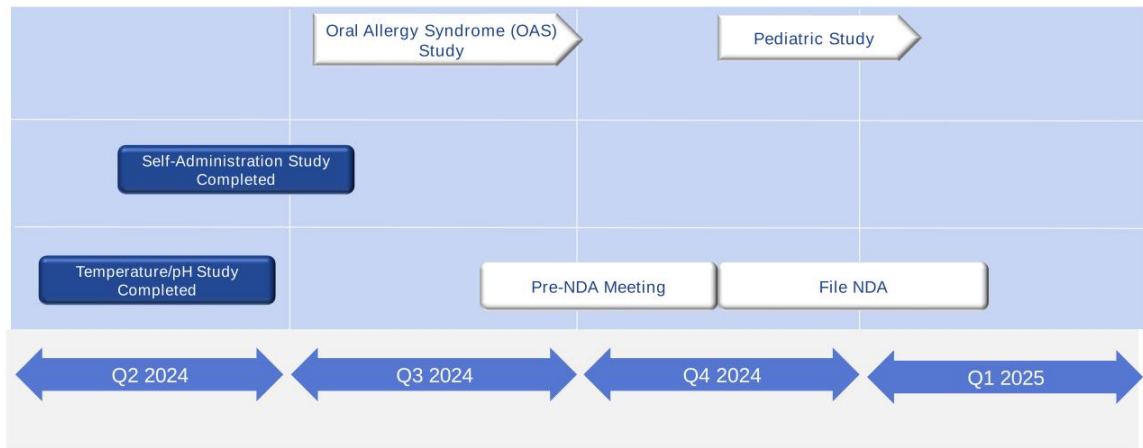 Oral Allergy Syndrome (OAS)
Study
Pediatric Study
Self-Administration Study
Completed
Temperature/pH Study
Completed
Pre-NDA Meeting
File NDA
Q2 2024
Q3 2024
Q4 2024
Q1 2025